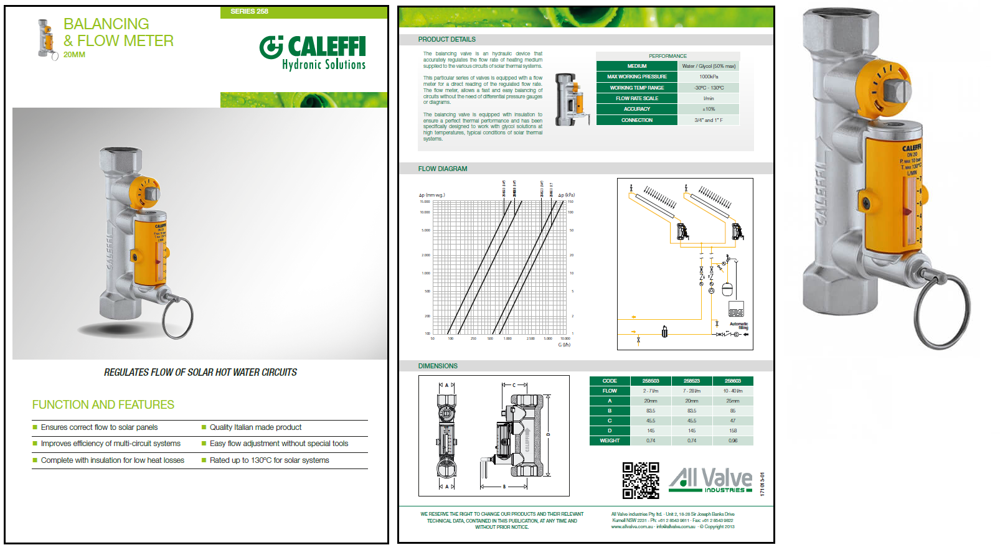 SERIES 258
BALANCING
& FLOW METER
20MM
CALEFFI
Hydronic Solutions
CALEFFI
CALEFFI
DN 20
REGULATES FLOW OF SOLAR HOT WATER CIRCUITS
FUNCTION AND FEATURES
Ensures correct flow to solar panels
Quality Italian made product
Improves efficiency of multi-circuit systems
Easy flow adjustment without special tools
Complete with insulation for low heat losses
Rated up to 130ºC for solar systems
PRODUCT DETAILS
The balancing valve is an hydraulic device that
accurately regulates the flow rate of heating medium
supplied to the various circuits of solar thermal systems.
This particular series of valves is equipped with a flow
meter for a direct reading of the regulated flow rate.
The flow meter, allows a fast and easy balancing of
circuits without the need of differential pressure gauges
or diagrams.
The balancing valve is equipped with insulation to
ensure a perfect thermal performance and has been
specifically designed to work with glycol solutions at
high temperatures, typical conditions of solar thermal
systems.
PERFORMANCE
MEDIUM Water / Glycol (50% max)
MAX WORKING PRESSURE 1000kPa
WORKING TEMP RANGE -30ºC - 130ºC
FLOW RATE SCALE l/min
ACCURACY ±10%
CONNECTION 3/4" and 1" F
FLOW DIAGRAM
Δp (mm w.g.)
Δp (kPa)
15.000 150
10.000 100
5.000 50
2.000 20
1.000 10
500 5
200 2
100 1
50 100 250 500 1.000 2.500 5.000 10.000
G (l/h)
Automatic
filling
DIMENSIONS
A
C
D
CALEFFI
A
B
CODE 258503 258523 258603
FLOW 2 - 7 l/m 7 - 28 l/m 10 - 40 l/m
A 20mm 20mm 25mm
B 83.5 83.5 85
C 45.5 45.5 47
D 145 145 158
WEIGHT 0.74 0.74 0.96
All Valve
INDUSTRIES
171013-01
WE RESERVE THE RIGHT TO CHANGE OUR PRODUCTS AND THEIR RELEVANT
TECHNICAL DATA, CONTAINED IN THIS PUBLICATION, AT ANY TIME AND
WITHOUT PRIOR NOTICE.
All Valve industries Pty ltd. · Unit 2, 18-28 Sir Joseph Banks Drive
Kurnell NSW 2231 - Ph: +61 2 8543 9811 · Fax: +61 2 8543 9822
www.allvalve.com.au · info@allvalve.com.au · © Copyright 2013
CALEFFI
CALEFFI
DN 20
P. MAX 10 bar
T. MAX 130ºC
L/MIN
7
6
5
4
3
2